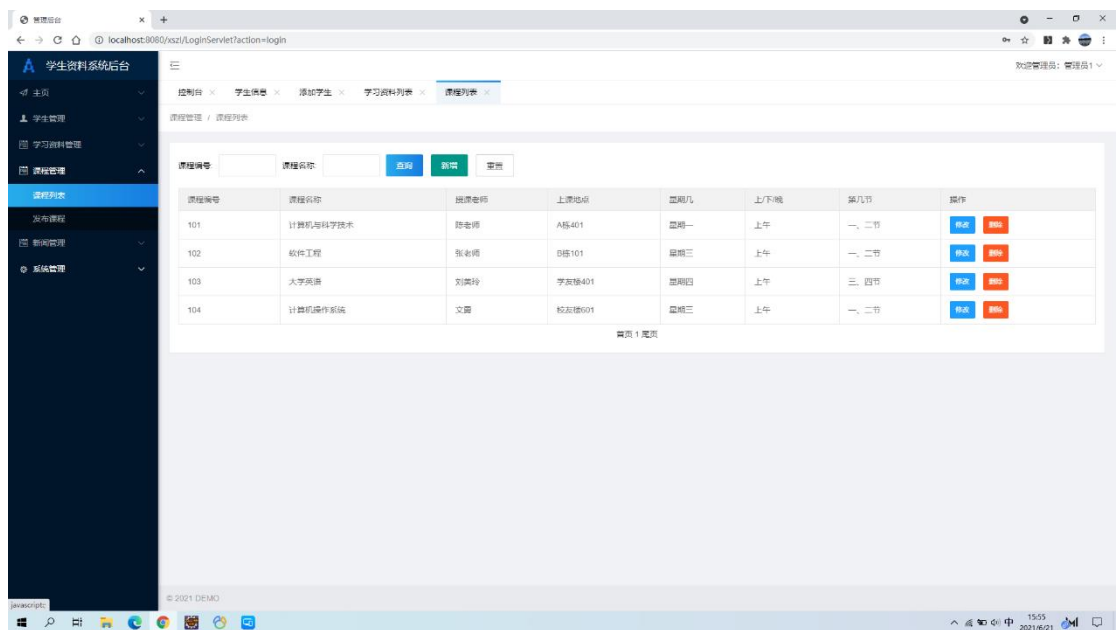 管理后台
localhost:8080/xszl/LoginServlet?action=login
学生资料系统后台
欢迎管理员：管理员1
主页
学生管理
学习资料管理
课程管理
课程列表
发布课程
新闻管理
系统管理
控制台 学生信息 添加学生 学习资料列表 课程列表
课程管理 / 课程列表
课程编号: 课程名称: 查询 新增 重置
课程编号 课程名称 授课老师 上课地点 星期几 上/下/晚 第几节 操作
101 计算机与科学技术 陈老师 A栋401 星期一 上午 一、二节 修改 删除
102 软件工程 张老师 B栋101 星期三 上午 一、二节 修改 删除
103 大学英语 刘美玲 学友楼401 星期四 上午 三、四节 修改 删除
104 计算机操作系统 文 校友楼601 星期三 上午 一、二节 修改 删除
首页 1 尾页
© 2021 DEMO
javascript:;
中 15:55
2021/6/21